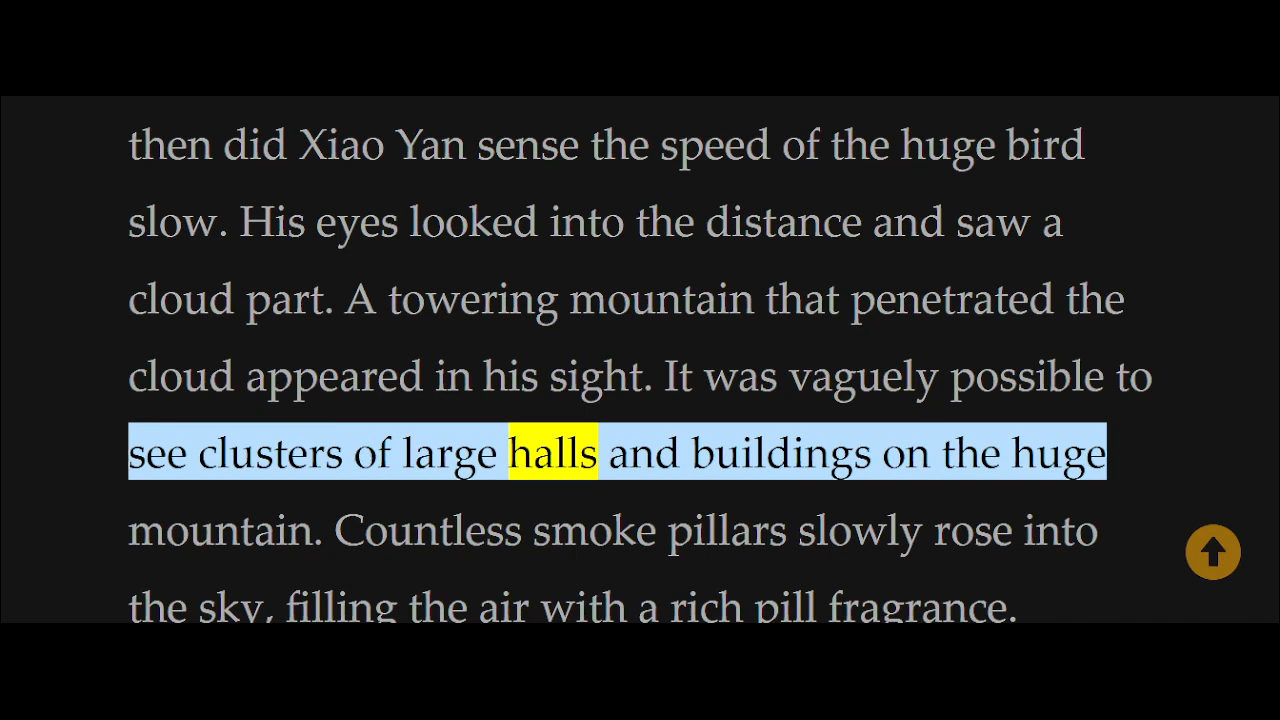 then did Xiao Yan sense the speed of the huge bird
slow. His eyes looked into the distance and saw a
cloud part. A towering mountain that penetrated the
cloud appeared in his sight. It was vaguely possible to
see clusters of large halls and buildings on the huge
mountain. Countless smoke pillars slowly rose into
the sky, filling the air with a rich pill fragrance.